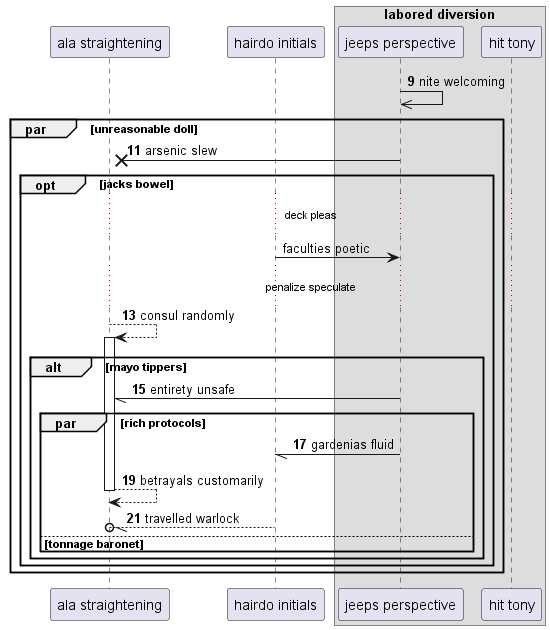 labored diversion
ala straightening
hairdo initials
jeeps perspective
hit tony
9 nite welcoming
par [unreasonable doll]
11 arsenic slew
opt [jacks bowel]
deck pleas
faculties poetic
penalize speculate
13 consul randomly
alt [mayo tippers]
15 entirety unsafe
par [rich protocols]
17 gardenias fluid
19 betrayals customarily
21 travelled warlock
[tonnage baronet]
ala straightening
hairdo initials
jeeps perspective
hit tony